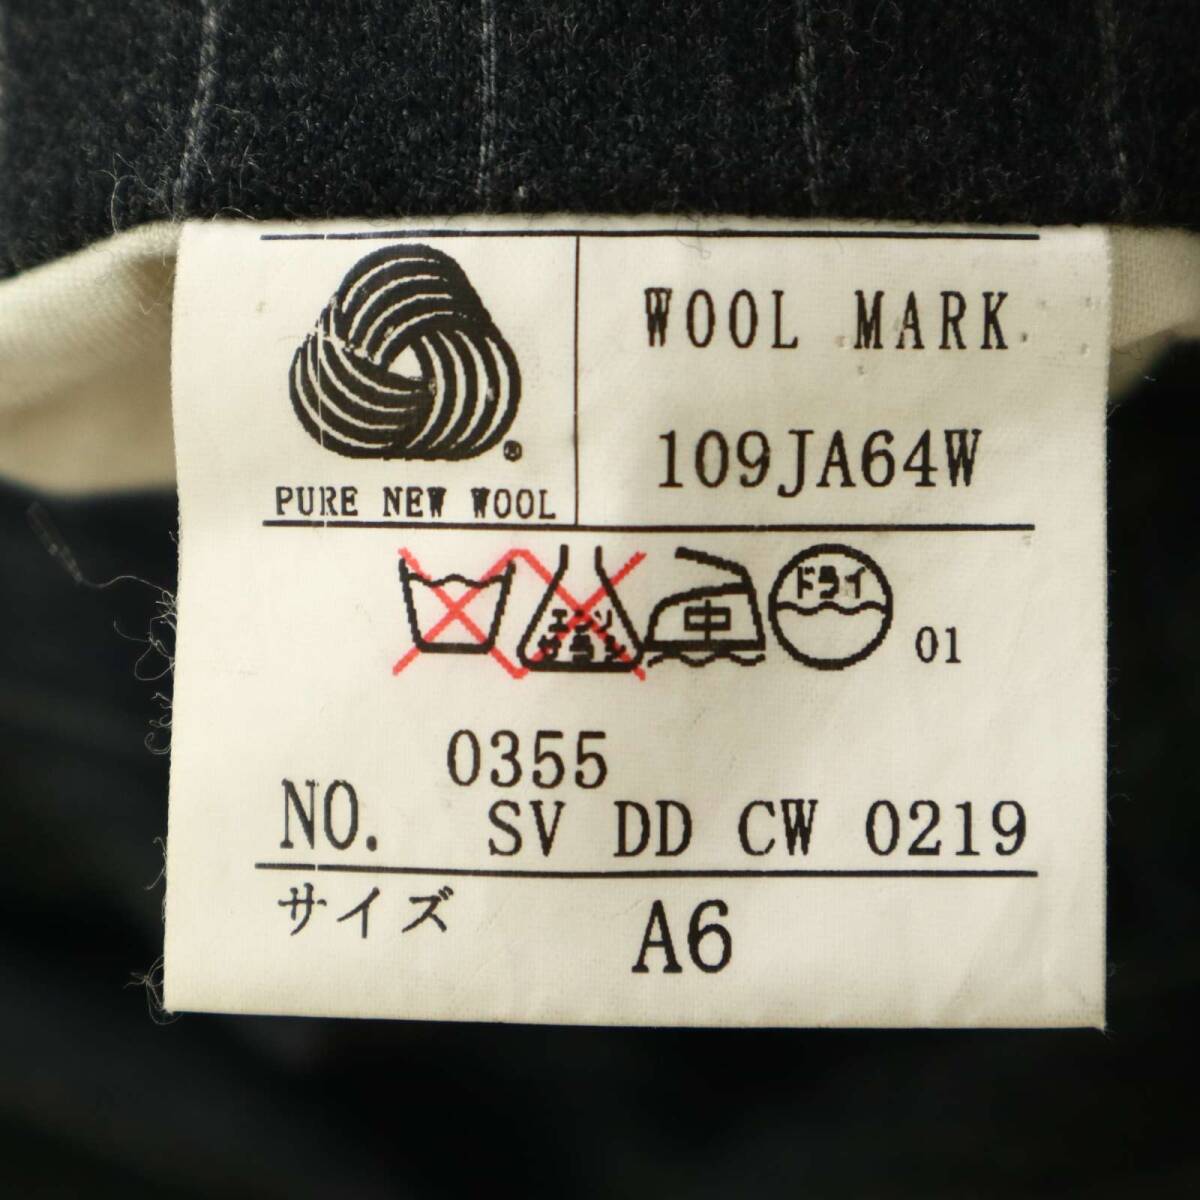 WOOL MARK
109JA64W
®
PURE NEW WOOL
エンソ
サラシ
中
ドライ
01
0355
NO. SV DD CW 0219
サイズ A6